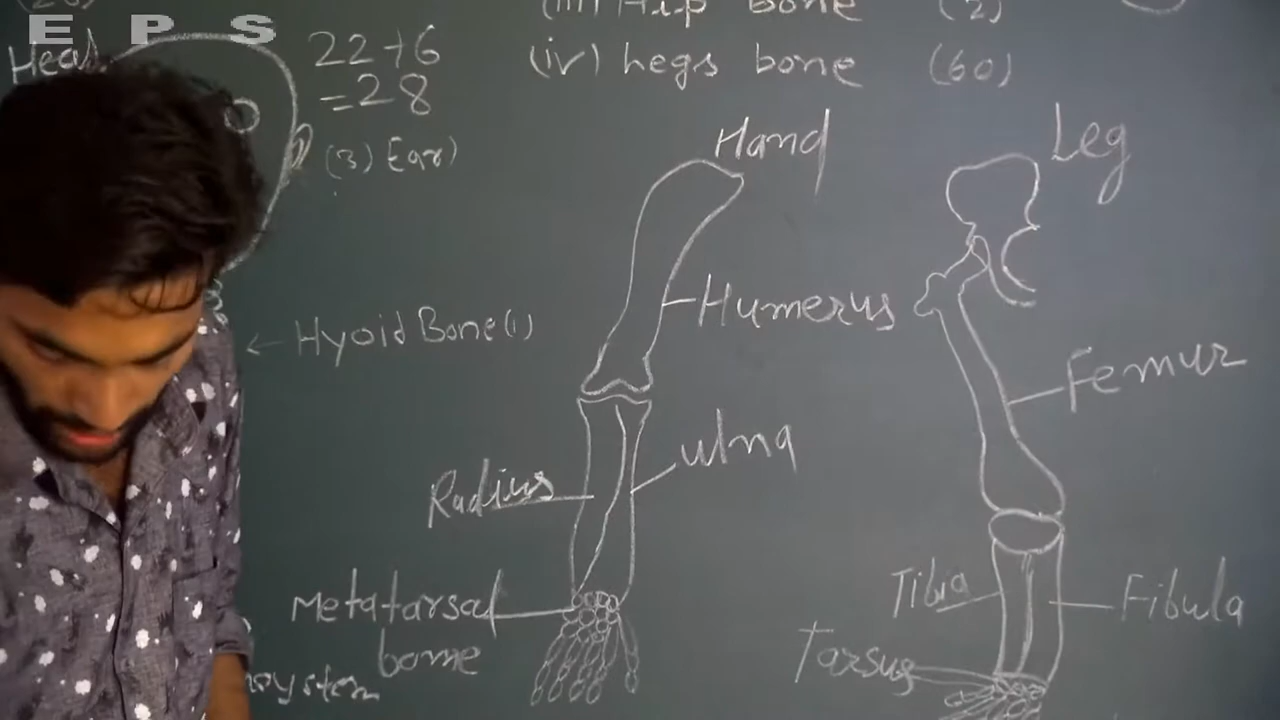 E P S
(iii) Hip Bone (2)
(iv) Legs bone (60)
Head
22+6
=28
(3) Ear)
Hand
Leg
Hyoid Bone (1)
Humerus
Femur
Ulna
Radius
Metatarsal
bone
Tibia
Fibula
Tarsus